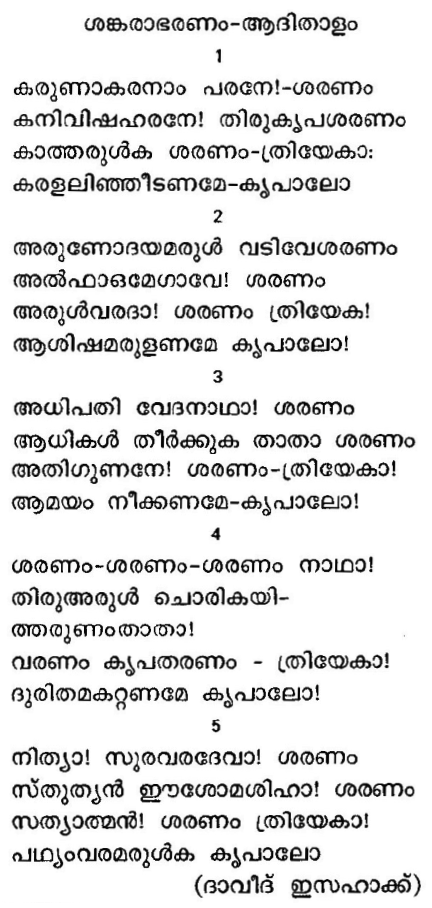 ശങ്കരാഭരണം-ആദിതാളം
1
കരുണാകരനാം പരനേ!-ശരണം
കനിവിഷഹരനേ! തിരുകൃപശരണം
കാത്തരുൾക ശരണം-ത്രിയേകാ:
കരളലിഞ്ഞീടണമേ-കൃപാലോ
2
അരുണോദയമരുൾ വടിവേശരണം
അൽഫാഒമേഗാവേ! ശരണം
അരുൾവരദാ! ശരണം ത്രിയേക!
ആശിഷമരുളണമേ കൃപാലോ!
3
അധിപതി വേദനാഥാ! ശരണം
ആധികൾ തീർക്കുക താതാ ശരണം
അതിഗുണനേ! ശരണം-ത്രിയേകാ!
ആമയം നീക്കണമേ-കൃപാലോ!
4
ശരണം-ശരണം-ശരണം നാഥാ!
തിരുഅരുൾ ചൊരികയി-
ത്തരുണംതാതാ!
വരണം കൃപതരണം - ത്രിയേകാ!
ദുരിതമകറ്റണമേ കൃപാലോ!
5
നിത്യാ! സുരവരദേവാ! ശരണം
സ്തുത്യൻ ഈശോമശിഹാ! ശരണം
സത്യാത്മൻ! ശരണം ത്രിയേകാ!
പഥ്യംവരമരുൾക കൃപാലോ
(ദാവീദ് ഇസഹാക്ക്)